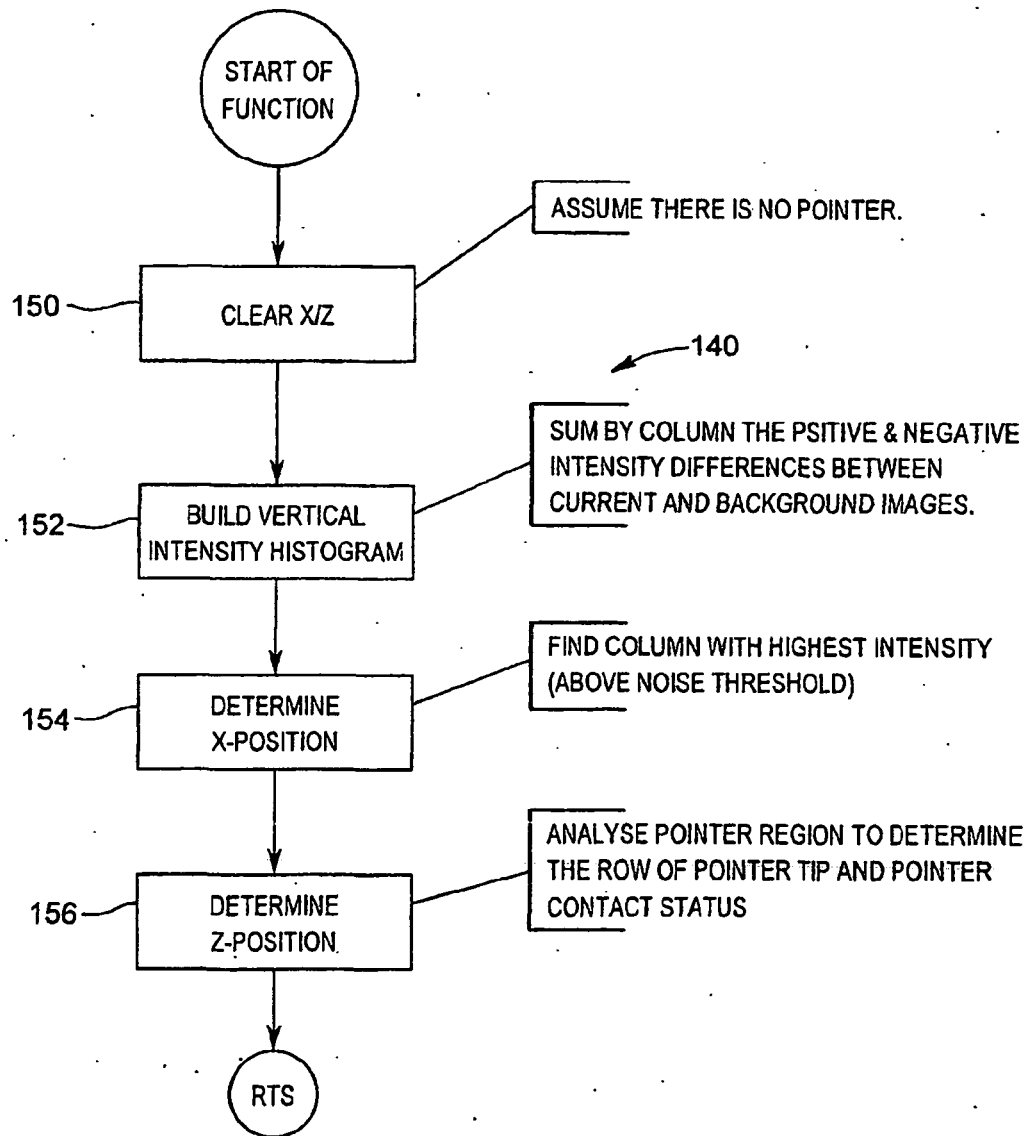 START OF
FUNCTION
ASSUME THERE IS NO POINTER.
150
CLEAR X/Z
140
SUM BY COLUMN THE PSITIVE & NEGATIVE
INTENSITY DIFFERENCES BETWEEN
CURRENT AND BACKGROUND IMAGES.
152
BUILD VERTICAL
INTENSITY HISTOGRAM
FIND COLUMN WITH HIGHEST INTENSITY
(ABOVE NOISE THRESHOLD)
154
DETERMINE
X-POSITION
ANALYSE POINTER REGION TO DETERMINE
THE ROW OF POINTER TIP AND POINTER
CONTACT STATUS
156
DETERMINE
Z-POSITION
RTS